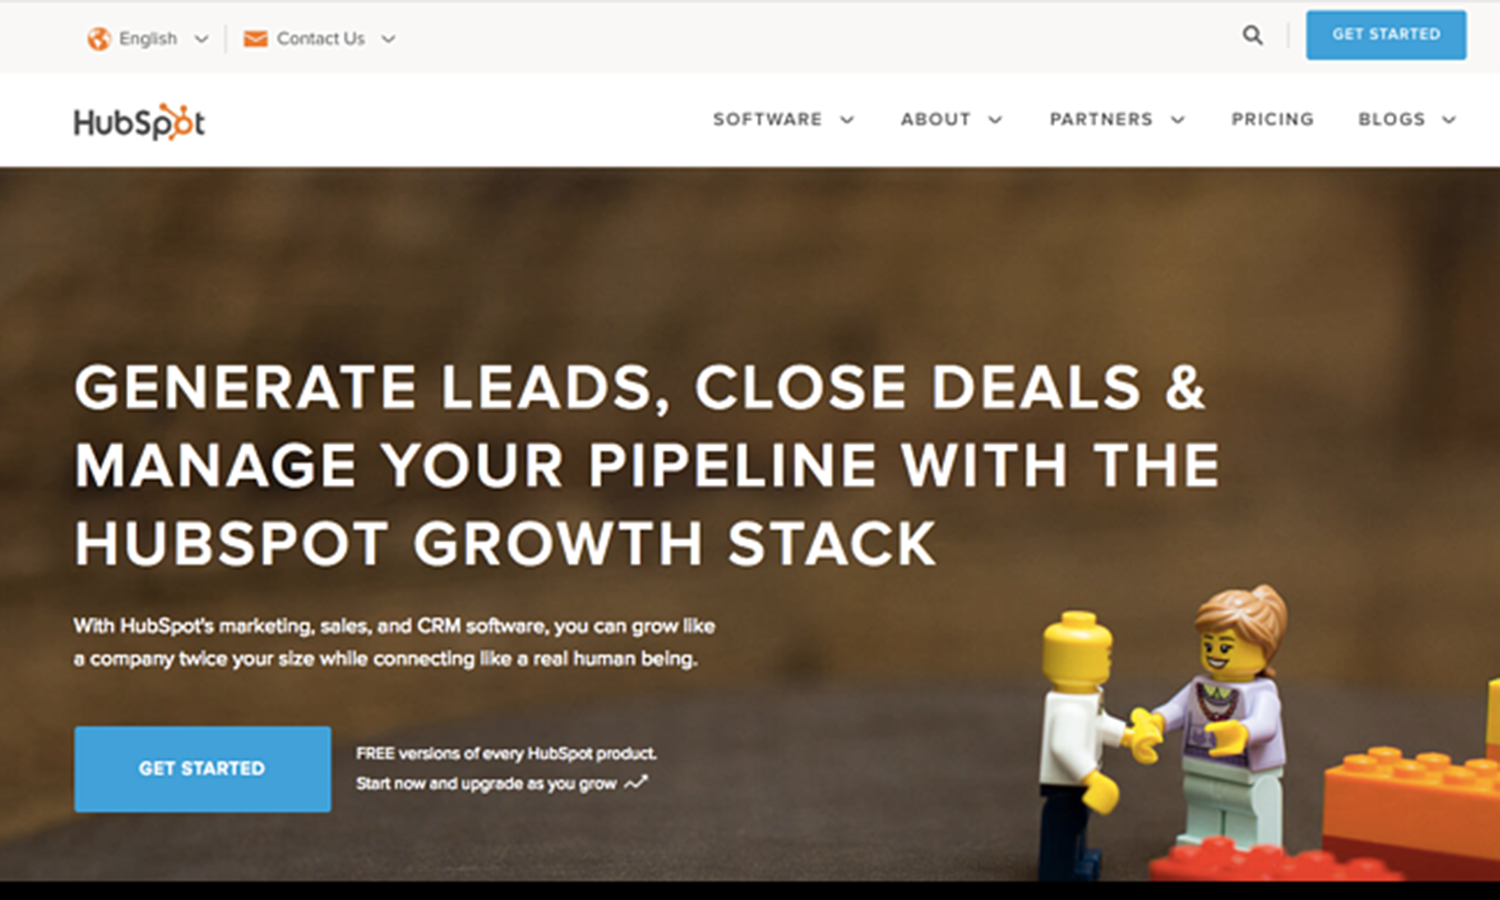 English
Contact Us
GET STARTED
HubSpot
SOFTWARE
ABOUT
PARTNERS
PRICING
BLOGS
GENERATE LEADS, CLOSE DEALS &
MANAGE YOUR PIPELINE WITH THE
HUBSPOT GROWTH STACK
With HubSpot's marketing, sales, and CRM software, you can grow like
a company twice your size while connecting like a real human being.
GET STARTED
FREE versions of every HubSpot product.
Start now and upgrade as you grow